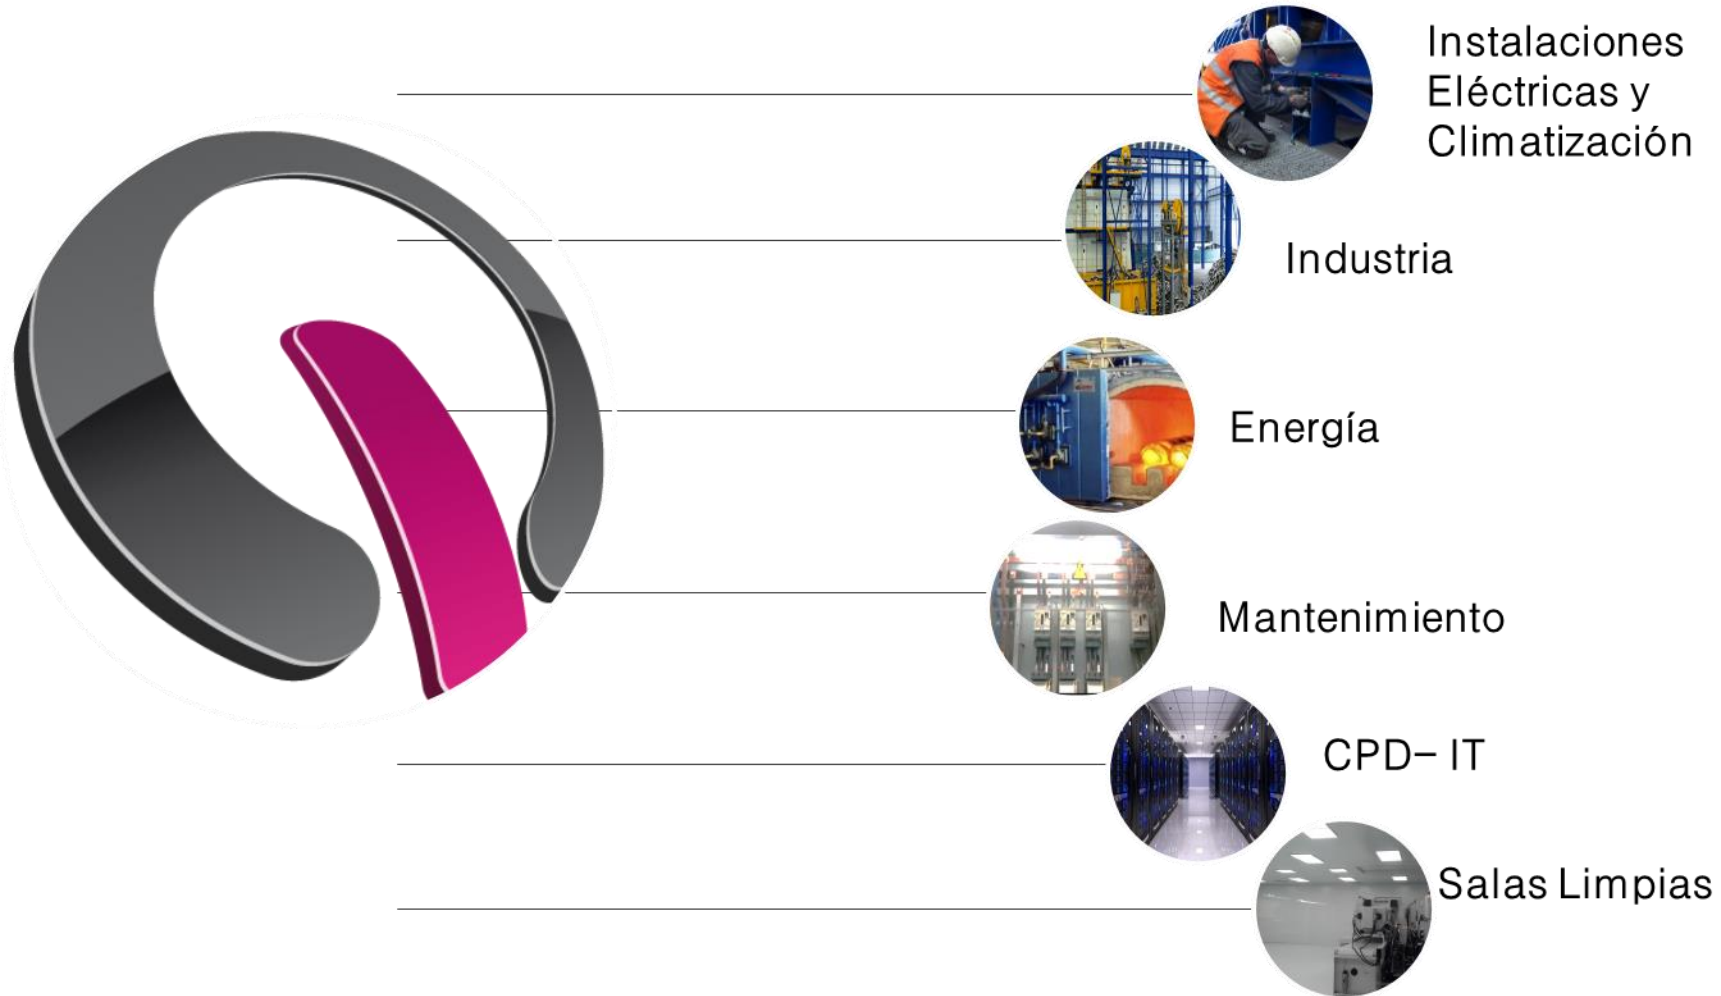 Instalaciones
Eléctricas y
Climatización
Industria
Energía
Mantenimiento
CPD– IT
Salas Limpias